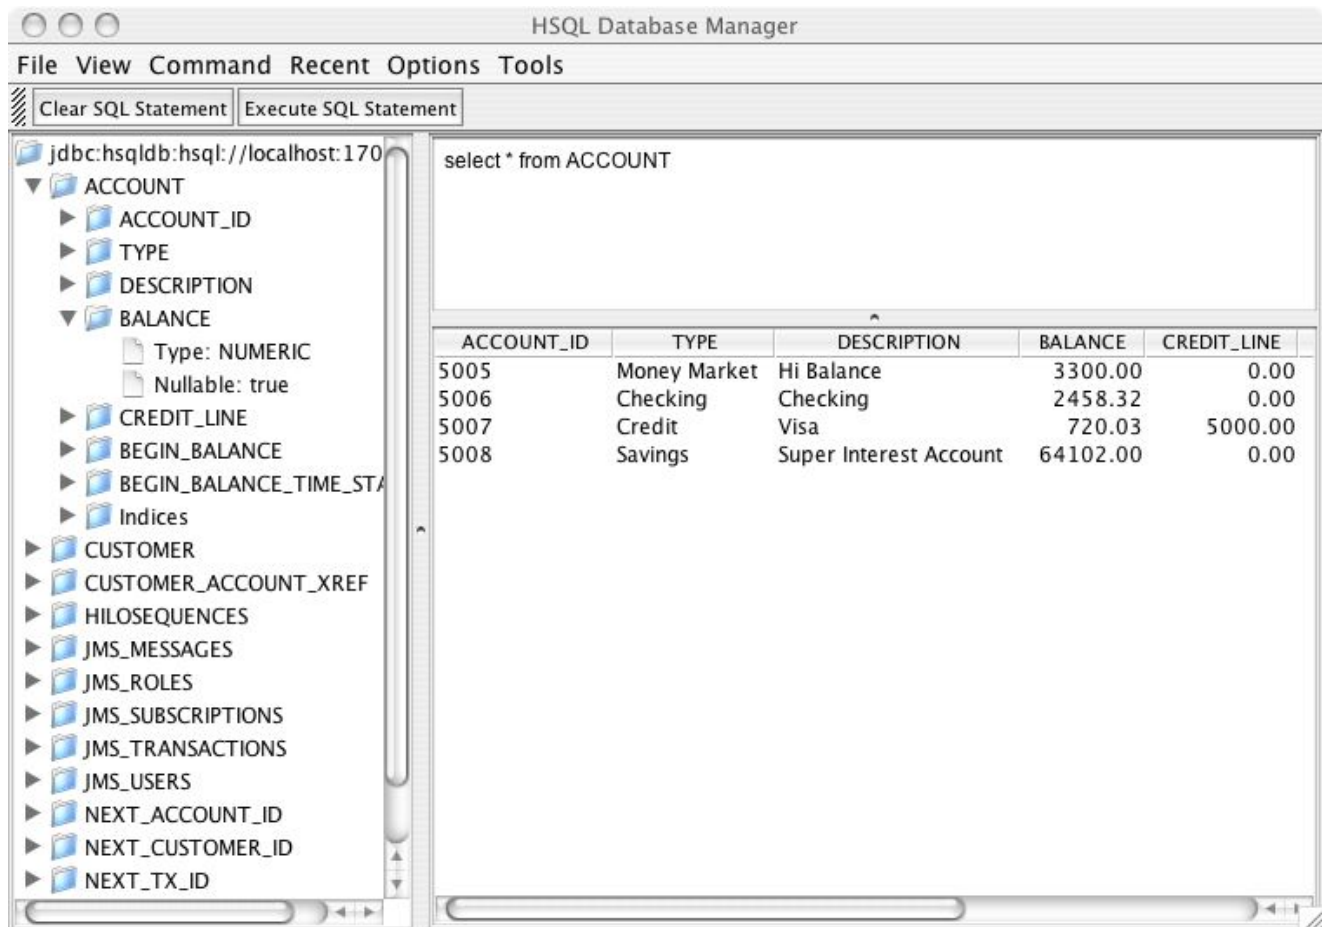 HSQL Database Manager
File View Command Recent Options Tools
Clear SQL Statement Execute SQL Statement
jdbc:hsqldb:hsql://localhost:170
ACCOUNT
ACCOUNT_ID
TYPE
DESCRIPTION
BALANCE
Type: NUMERIC
Nullable: true
CREDIT_LINE
BEGIN_BALANCE
BEGIN_BALANCE_TIME_STA
Indices
CUSTOMER
CUSTOMER_ACCOUNT_XREF
HILOSEQUENCES
JMS_MESSAGES
JMS_ROLES
JMS_SUBSCRIPTIONS
JMS_TRANSACTIONS
JMS_USERS
NEXT_ACCOUNT_ID
NEXT_CUSTOMER_ID
NEXT_TX_ID
select * from ACCOUNT
ACCOUNT_ID TYPE DESCRIPTION BALANCE CREDIT_LINE
5005 Money Market Hi Balance 3300.00 0.00
5006 Checking Checking 2458.32 0.00
5007 Credit Visa 720.03 5000.00
5008 Savings Super Interest Account 64102.00 0.00